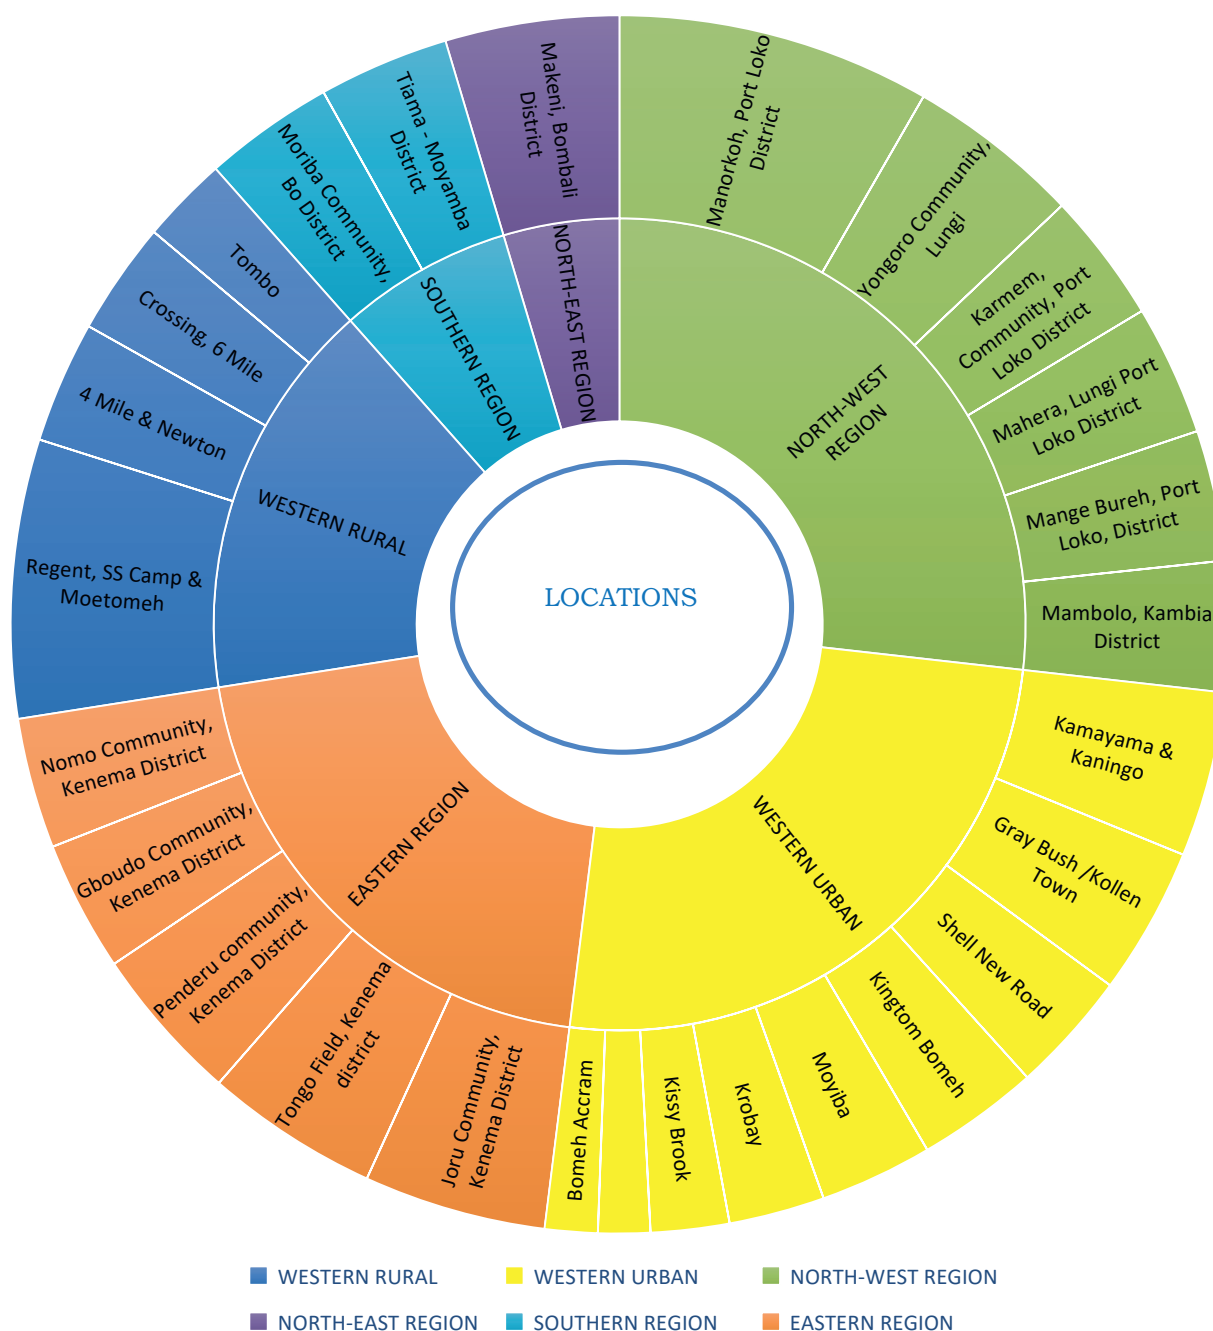 Manorkoh, Port Loko
District
Yongoro Community,
Lungi
Karmem,
Community, Port
Loko District
Mahera, Lungi Port
Loko District
Mange Bureh, Port
Loko, District
Mambolo, Kambia
District
NORTH-WEST
REGION
Kamayama &
Kaningo
Gray Bush /Kollen
Town
Shell New Road
Kingtom Bomeh
Moyiba
Krobay
Kissy Brook
Bomeh Accram
WESTERN URBAN
Joru Community,
Kenema District
Tongo Field, Kenema
district
Penderu community,
Kenema District
Gboudo Community,
Kenema District
Nomo Community,
Kenema District
EASTERN REGION
Regent, SS Camp &
Moetomeh
4 Mile & Newton
Crossing, 6 Mile
Tombo
WESTERN RURAL
Moriba Community,
Bo District
Tiama - Moyamba
District
SOUTHERN REGION
Makeni, Bombali
District
NORTH-EAST REGION
LOCATIONS
WESTERN RURAL
WESTERN URBAN
NORTH-WEST REGION
NORTH-EAST REGION
SOUTHERN REGION
EASTERN REGION